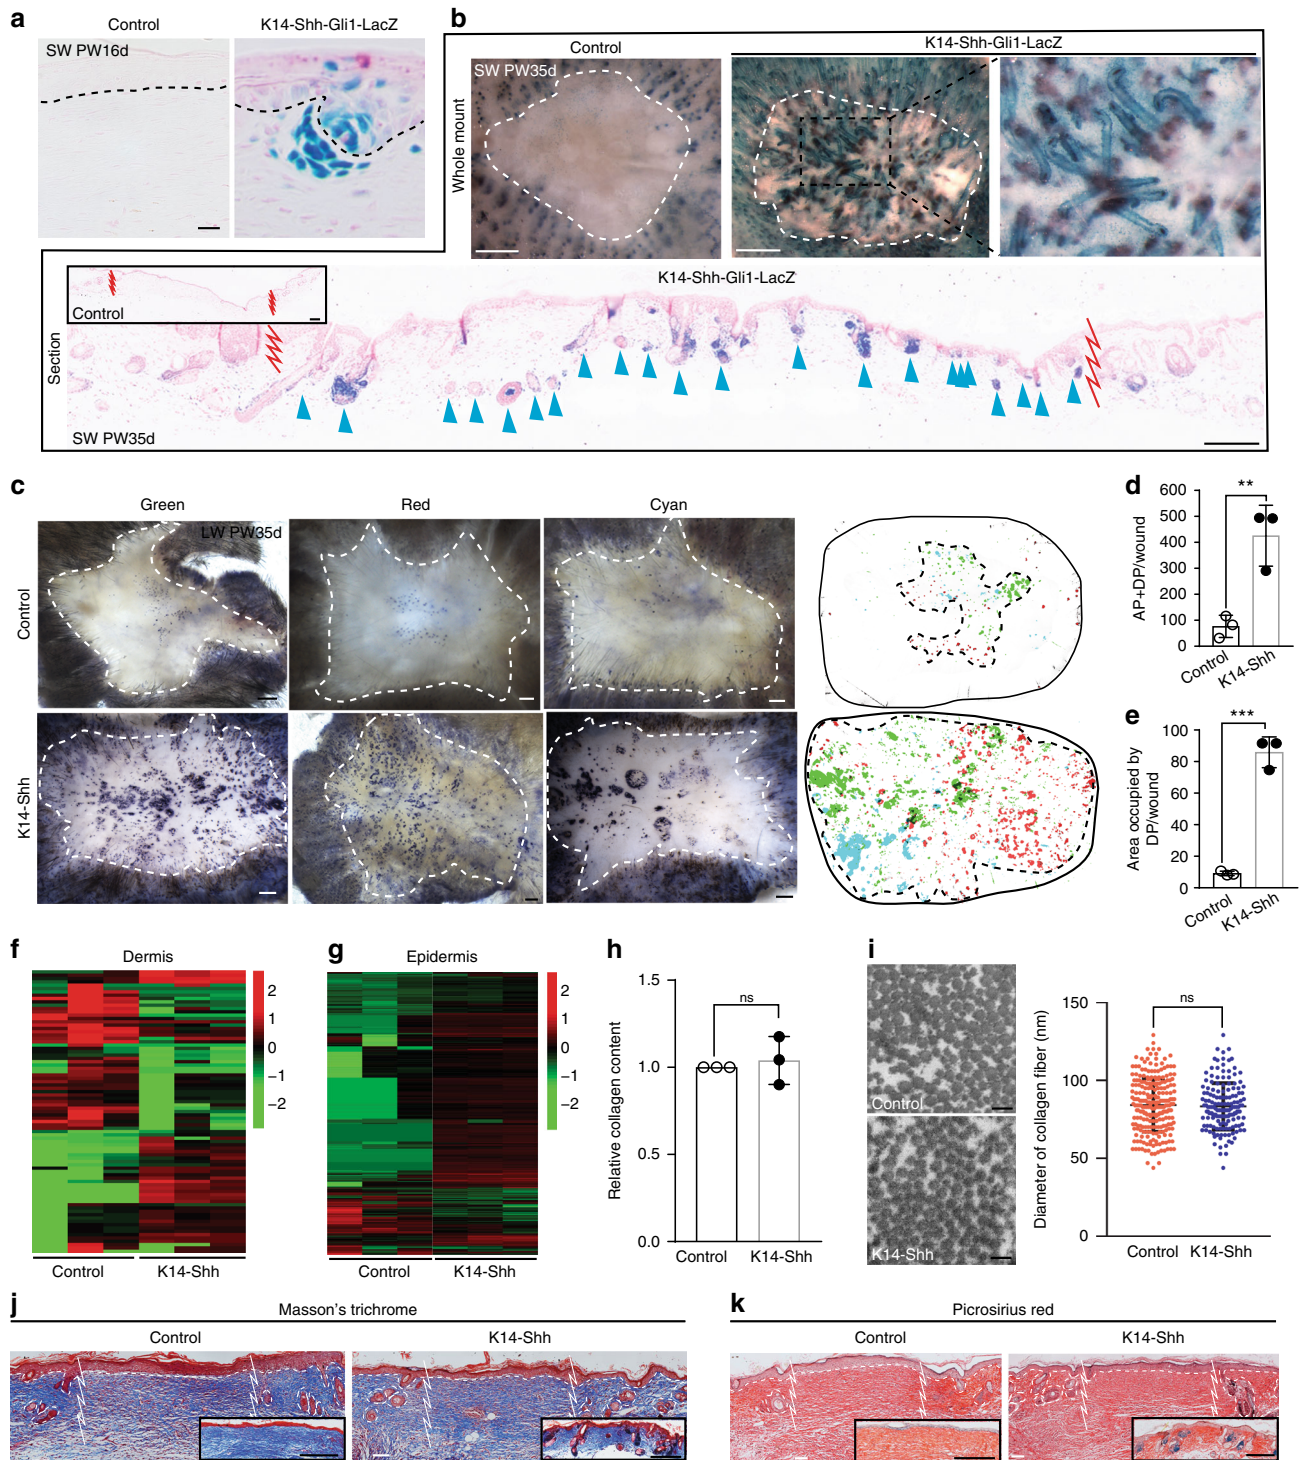 a
Control
K14-Shh-Gli1-LacZ
SW PW16d
b
Control
K14-Shh-Gli1-LacZ
SW PW35d
Whole mount
K14-Shh-Gli1-LacZ
Control
Section
SW PW35d
c
Green
Red
Cyan
LW PW35d
Control
K14-Shh
d
AP+DP/wound
600
500
400
300
200
100
0
**
Control
K14-Shh
e
Area occupied by
DP/wound
100
80
60
40
20
0
***
Control
K14-Shh
f
Dermis
2
1
0
−1
−2
Control
K14-Shh
g
Epidermis
2
1
0
−1
−2
Control
K14-Shh
h
Relative collagen content
1.5
1.0
0.5
0.0
ns
Control
K14-Shh
i
Control
K14-Shh
Diameter of collagen fiber (nm)
150
100
50
0
ns
Control
K14-Shh
j
Masson's trichrome
Control
K14-Shh
k
Picrosirius red
Control
K14-Shh